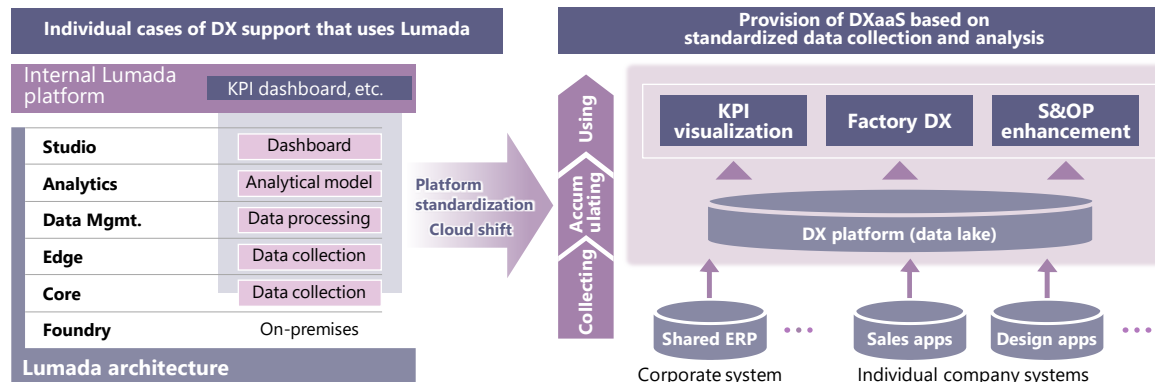 Individual cases of DX support that uses Lumada
Internal Lumada
platform
KPI dashboard, etc.
Studio
Dashboard
Analytics
Analytical model
Data Mgmt.
Data processing
Edge
Data collection
Core
Data collection
Foundry
On-premises
Lumada architecture
Platform
standardization
Cloud shift
Provision of DXaaS based on
standardized data collection and analysis
Using
Accum
ulating
Collecting
KPI
visualization
Factory DX
S&OP
enhancement
DX platform (data lake)
Shared ERP
Sales apps
Design apps
Corporate system
Individual company systems